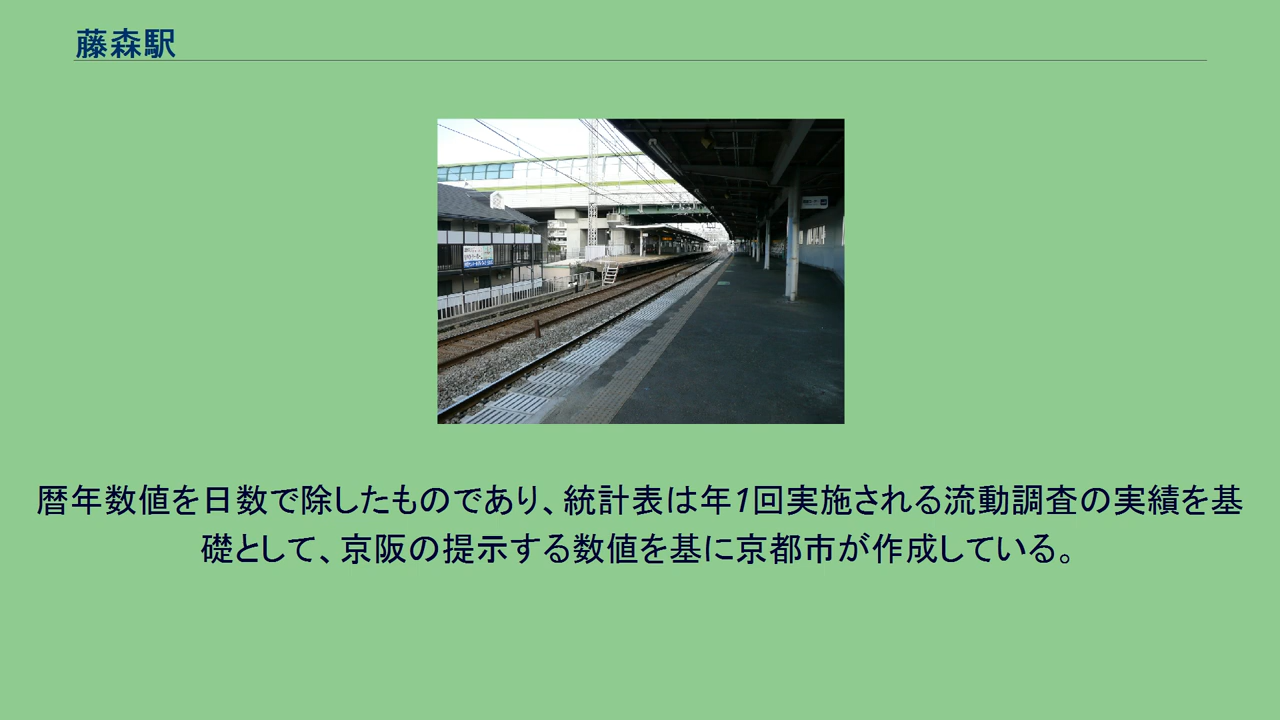 藤森駅
暦年数値を日数で除したものであり、統計表は年1回実施される流動調査の実績を基
礎として、京阪の提示する数値を基に京都市が作成している。